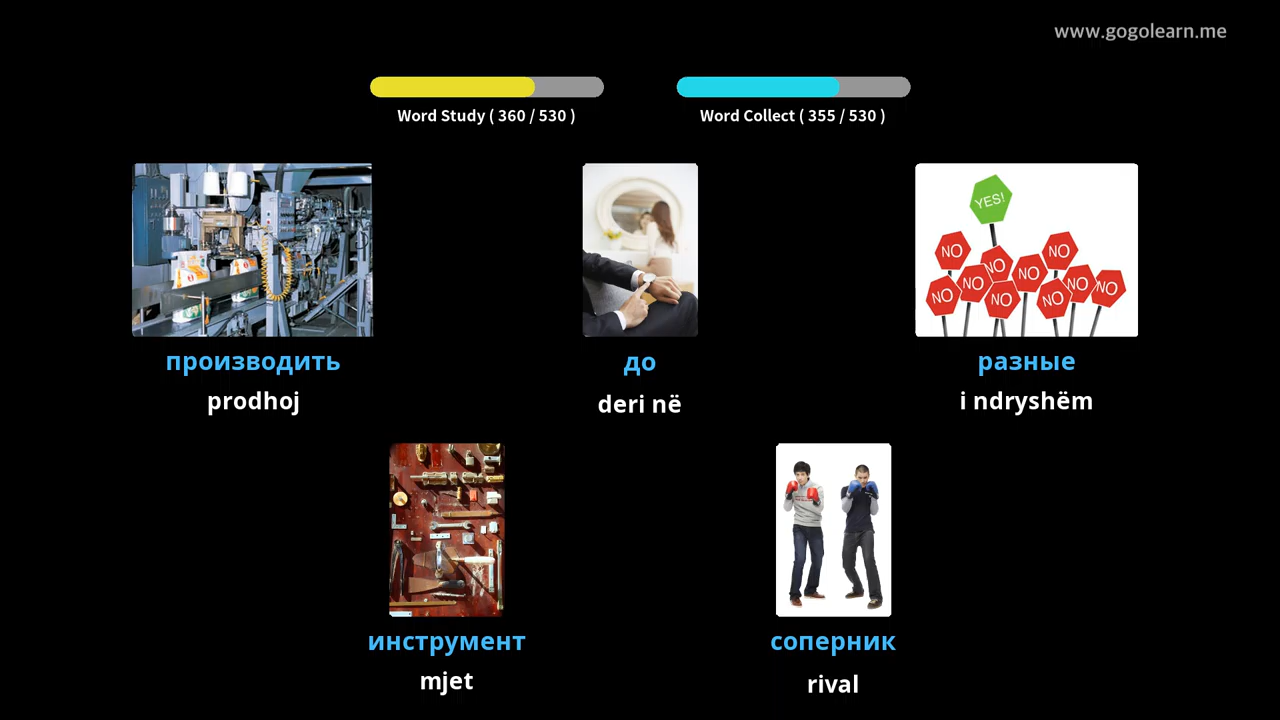 www.gogolearn.me
Word Study ( 360 / 530 )
Word Collect ( 355 / 530 )
YES!
NO
NO
NO
NO
NO
NO
NO
NO
NO
NO
производить
до
разные
prodhoj
deri në
i ndryshëm
инструмент
соперник
mjet
rival